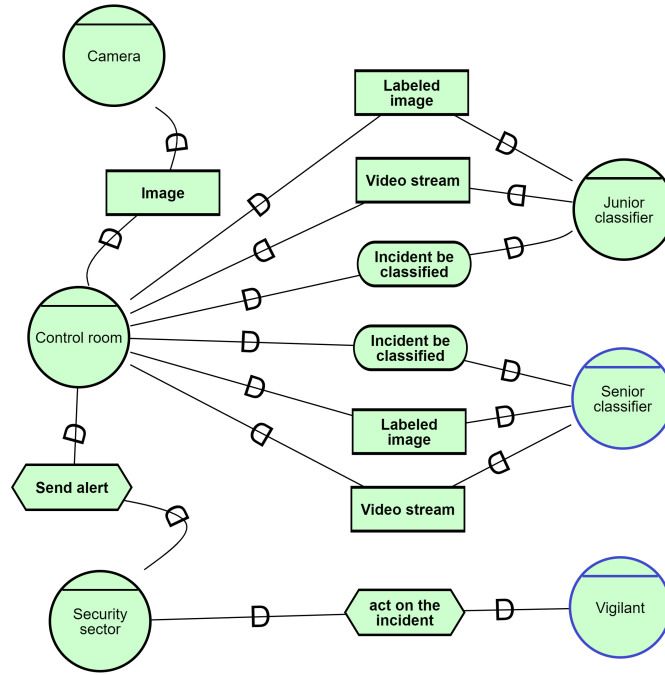 Camera
D
Image
D
Labeled
image
D
D
Video stream
D
D
Junior
classifier
Incident be
classified
D
D
Control room
Incident be
classified
D
D
Senior
classifier
Labeled
image
D
D
Video stream
D
D
D
Send alert
D
Security
sector
D
act on the
incident
D
Vigilant